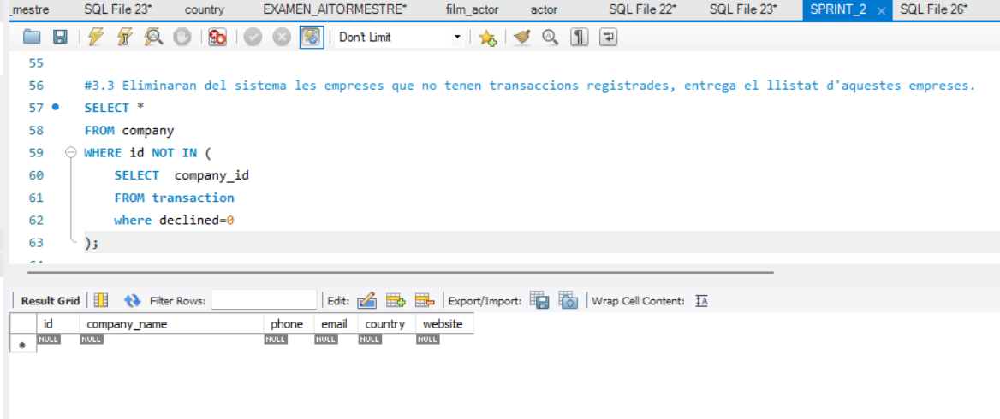 _mestre SQL File 23* country EXAMEN_AITORMESTRE* film_actor actor SQL File 22* SQL File 23* SPRINT_2 × SQL File 26*
Don't Limit
55
56 #3.3 Eliminaran del sistema les empreses que no tenen transaccions registrades, entrega el llistat d'aquestes empreses.
57 SELECT *
58 FROM company
59 WHERE id NOT IN (
60 SELECT company_id
61 FROM transaction
62 where declined=0
63 );
Result Grid Filter Rows: Edit: Export/Import: Wrap Cell Content:
id company_name phone email country website
NULL NULL NULL NULL NULL NULL